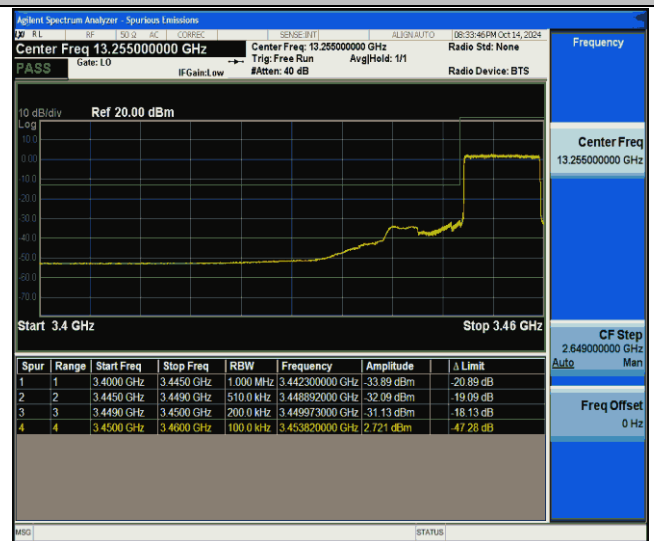 Agilent Spectrum Analyzer - Spurious Emissions
LXI RL RF 50 Ω AC CORREC SENSE:INT ALIGN AUTO 08:33:46PM Oct 14, 2024
Center Freq 13.255000000 GHz Center Freq: 13.255000000 GHz Radio Std: None Frequency
PASS Gate: LO Trig: Free Run Avg|Hold: 1/1
IFGain:Low #Atten: 40 dB Radio Device: BTS
10 dB/div Ref 20.00 dBm
Log
10.0
0.00
-10.0
-20.0
-30.0
-40.0
-50.0
-60.0
-70.0
Center Freq
13.255000000 GHz
Start 3.4 GHz Stop 3.46 GHz
CF Step
2.649000000 GHz
Auto Man
Spur Range Start Freq Stop Freq RBW Frequency Amplitude Δ Limit
1 1 3.4000 GHz 3.4450 GHz 1.000 MHz 3.442300000 GHz -33.89 dBm -20.89 dB
2 2 3.4450 GHz 3.4490 GHz 510.0 kHz 3.448892000 GHz -32.09 dBm -19.09 dB
3 3 3.4490 GHz 3.4500 GHz 200.0 kHz 3.449973000 GHz -31.13 dBm -18.13 dB
4 4 3.4500 GHz 3.4600 GHz 100.0 kHz 3.453820000 GHz 2.721 dBm -47.28 dB
Freq Offset
0 Hz
MSG STATUS